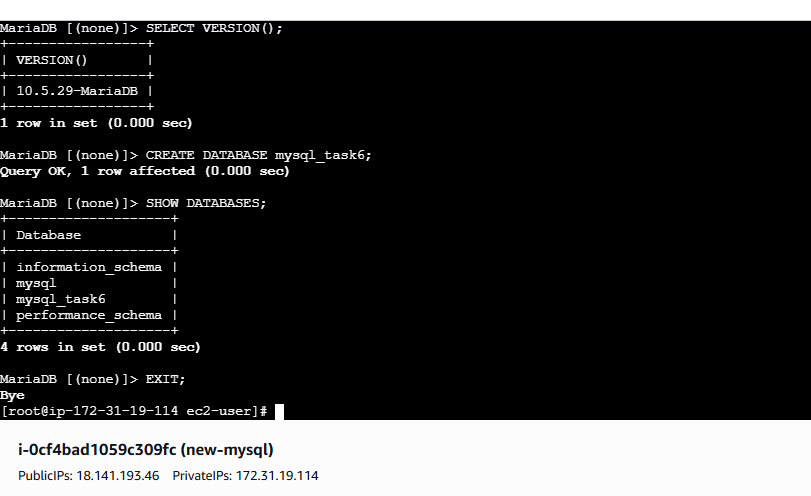 MariaDB [(none)]> SELECT VERSION();
+-----------------+
| VERSION()       |
+-----------------+
| 10.5.29-MariaDB |
+-----------------+
1 row in set (0.000 sec)
MariaDB [(none)]> CREATE DATABASE mysql_task6;
Query OK, 1 row affected (0.000 sec)
MariaDB [(none)]> SHOW DATABASES;
+--------------------+
| Database           |
+--------------------+
| information_schema |
| mysql              |
| mysql_task6        |
| performance_schema |
+--------------------+
4 rows in set (0.000 sec)
MariaDB [(none)]> EXIT;
Bye
[root@ip-172-31-19-114 ec2-user]#
i-0cf4bad1059c309fc (new-mysql)
PublicIPs: 18.141.193.46 PrivateIPs: 172.31.19.114